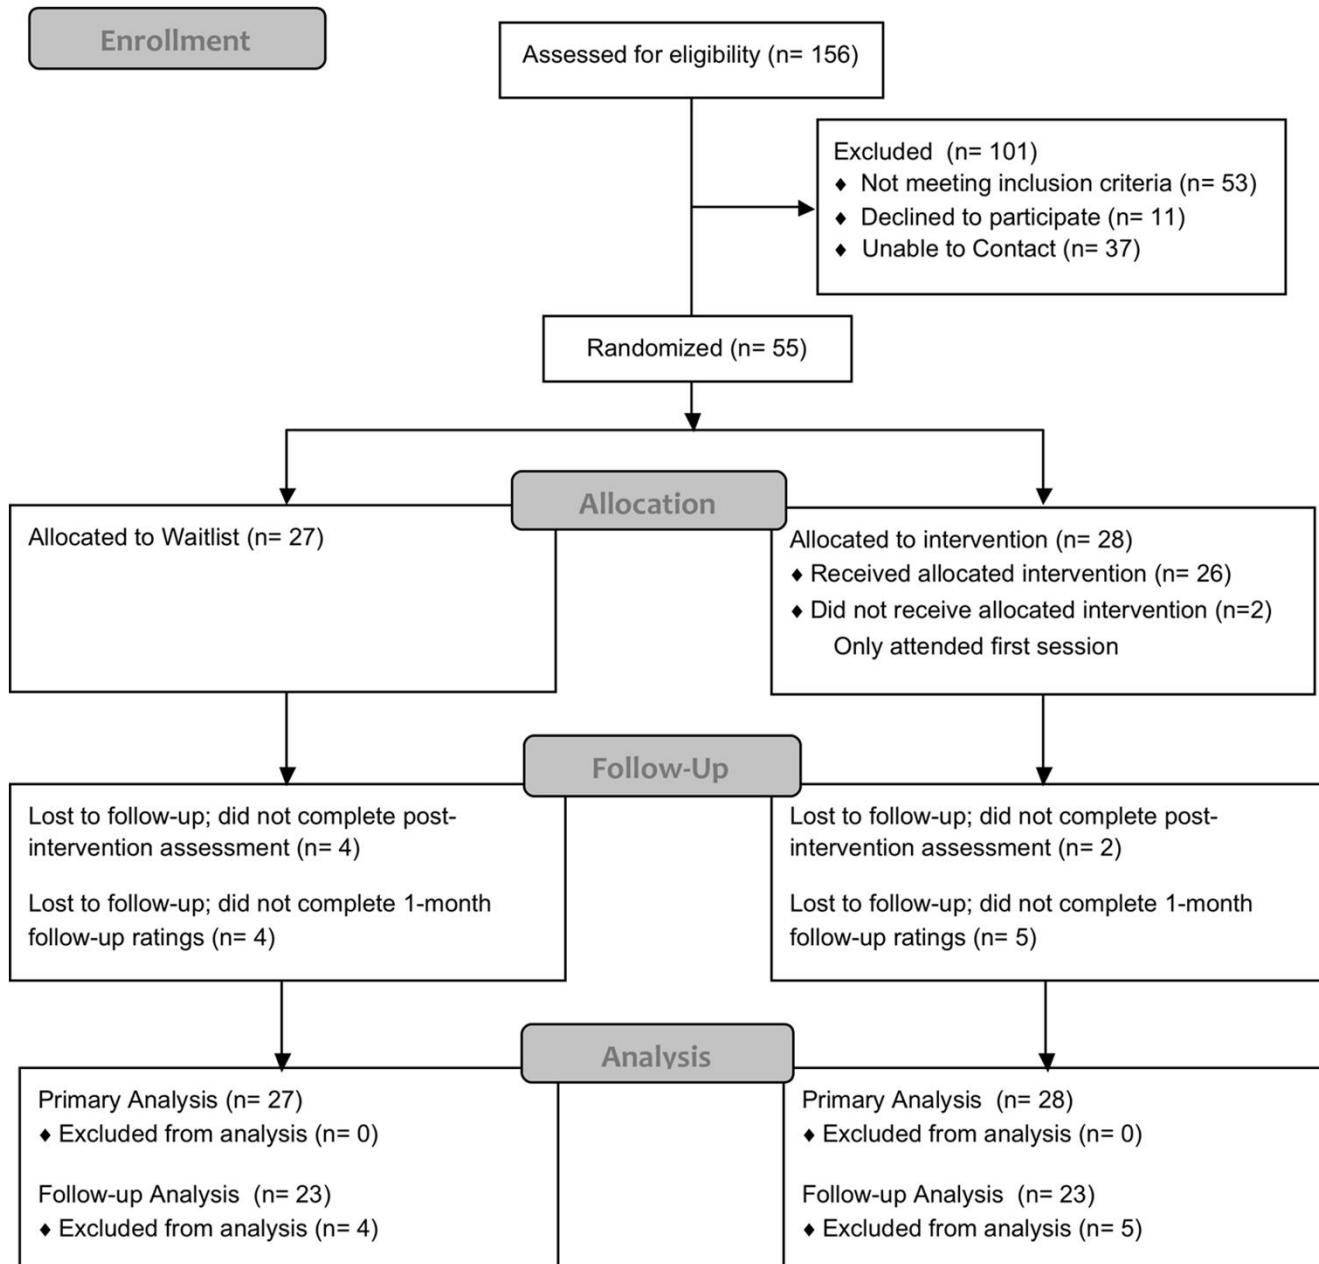 Enrollment
Assessed for eligibility (n= 156)
Excluded  (n= 101)
♦ Not meeting inclusion criteria (n= 53)
♦ Declined to participate (n= 11)
♦ Unable to Contact (n= 37)
Randomized (n= 55)
Allocation
Allocated to Waitlist (n= 27)
Allocated to intervention (n= 28)
♦ Received allocated intervention (n= 26)
♦ Did not receive allocated intervention (n=2)
Only attended first session
Follow-Up
Lost to follow-up; did not complete post-
intervention assessment (n= 4)
Lost to follow-up; did not complete 1-month
follow-up ratings (n= 4)
Lost to follow-up; did not complete post-
intervention assessment (n= 2)
Lost to follow-up; did not complete 1-month
follow-up ratings (n= 5)
Analysis
Primary Analysis (n= 27)
♦ Excluded from analysis (n= 0)
Follow-up Analysis  (n= 23)
♦ Excluded from analysis (n= 4)
Primary Analysis  (n= 28)
♦ Excluded from analysis (n= 0)
Follow-up Analysis  (n= 23)
♦ Excluded from analysis (n= 5)